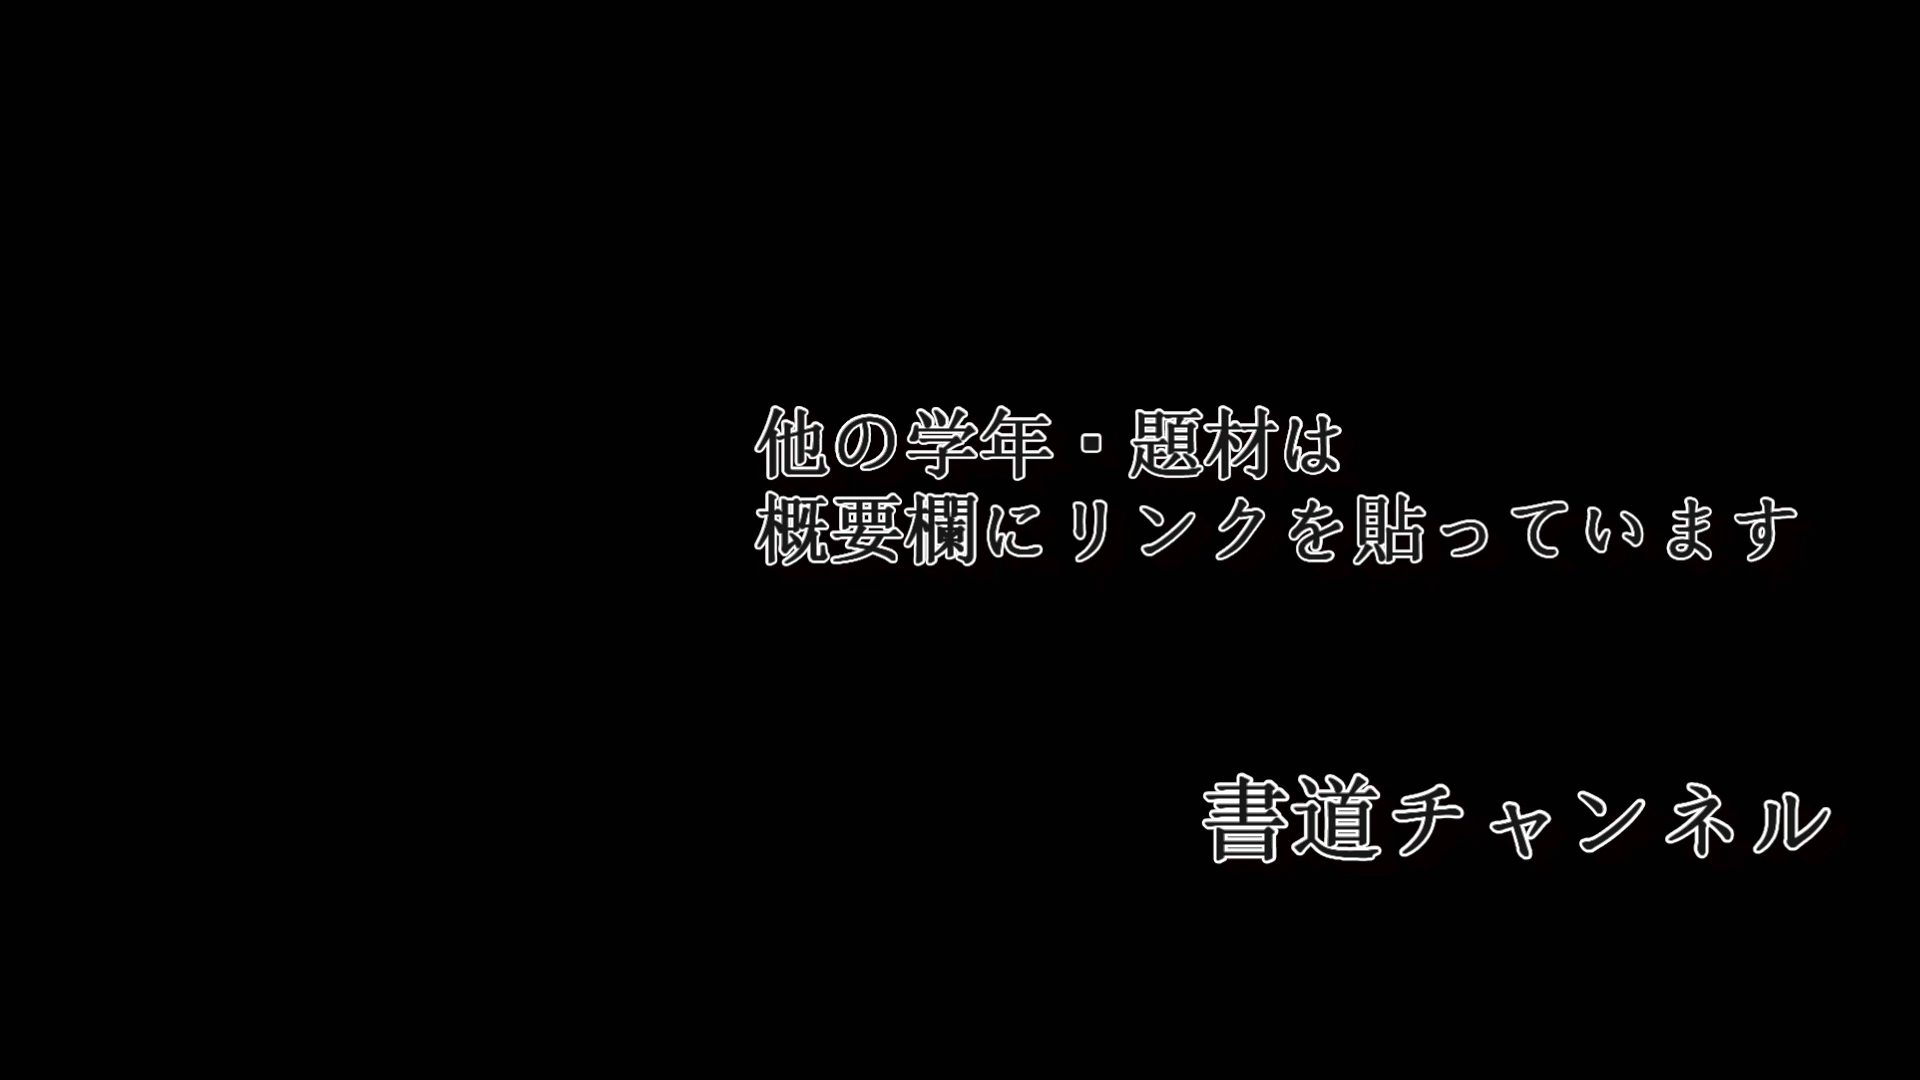 他の学年・題材は
概要欄にリンクを貼っています
書道チャンネル